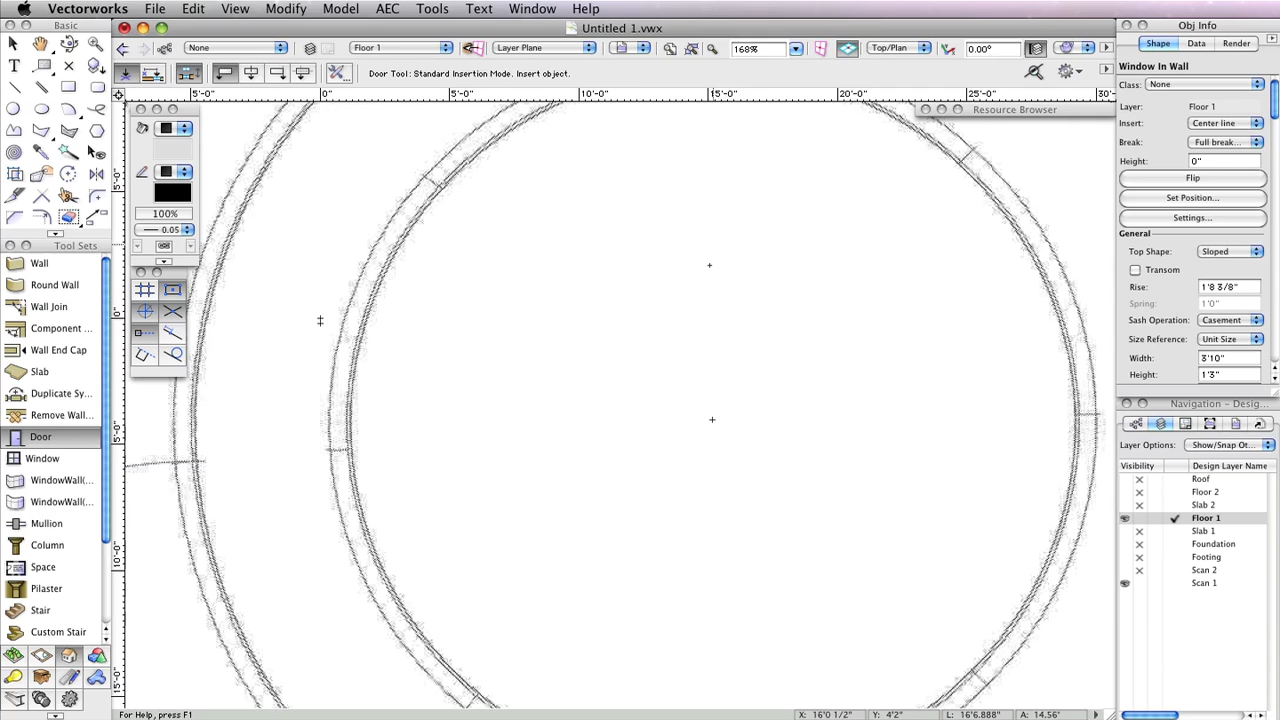 Vectorworks File Edit View Modify Model AEC Tools Text Window Help
Basic
Untitled 1.vwx
Obj Info
None
Floor 1
Layer Plane
168%
Top/Plan
0.00°
Shape Data Render
Door Tool: Standard Insertion Mode. Insert object.
Window In Wall
Class: None
5'-0" 0" 5'-0" 10'-0" 15'-0" 20'-0" 25'-0" 30'-
Resource Browser
Layer: Floor 1
Insert: Center line
Break: Full break...
Height: 0"
Flip
Set Position...
100%
Settings...
0.05
General
Tool Sets
Top Shape: Sloped
Wall
Transom
Round Wall
Rise: 1'8 3/8"
Wall Join
Spring: 1'0"
Component ...
Sash Operation: Casement
Wall End Cap
Size Reference: Unit Size
Slab
Width: 3'10"
Duplicate Sy...
Height: 1'3"
Remove Wall...
Navigation - Desig...
Door
Layer Options: Show/Snap Ot...
Window
Visibility Design Layer Name
WindowWall(...
Roof
Floor 2
WindowWall(...
Slab 2
Mullion
Floor 1
Slab 1
Column
Foundation
Space
Footing
Scan 2
Pilaster
Scan 1
Stair
Custom Stair
For Help, press F1
X: 16'0 1/2" Y: 4'2" L: 16'6.888" A: 14.56°